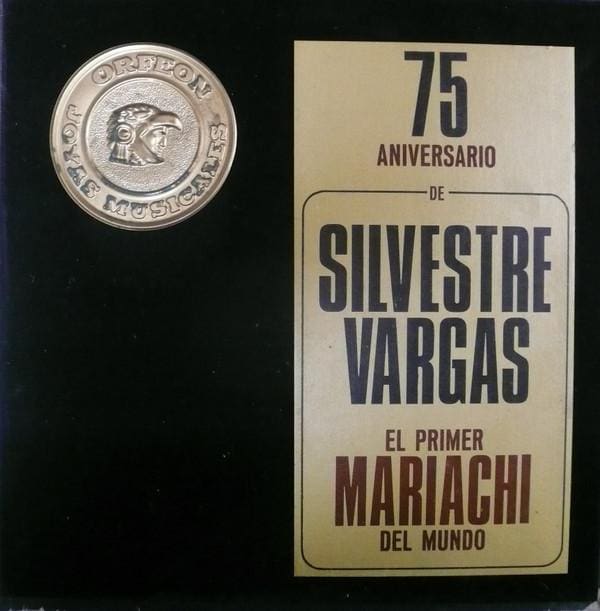 ORFEON
JOYAS MUSICALES
75
ANIVERSARIO
DE
SILVESTRE
VARGAS
EL PRIMER
MARIACHI
DEL MUNDO